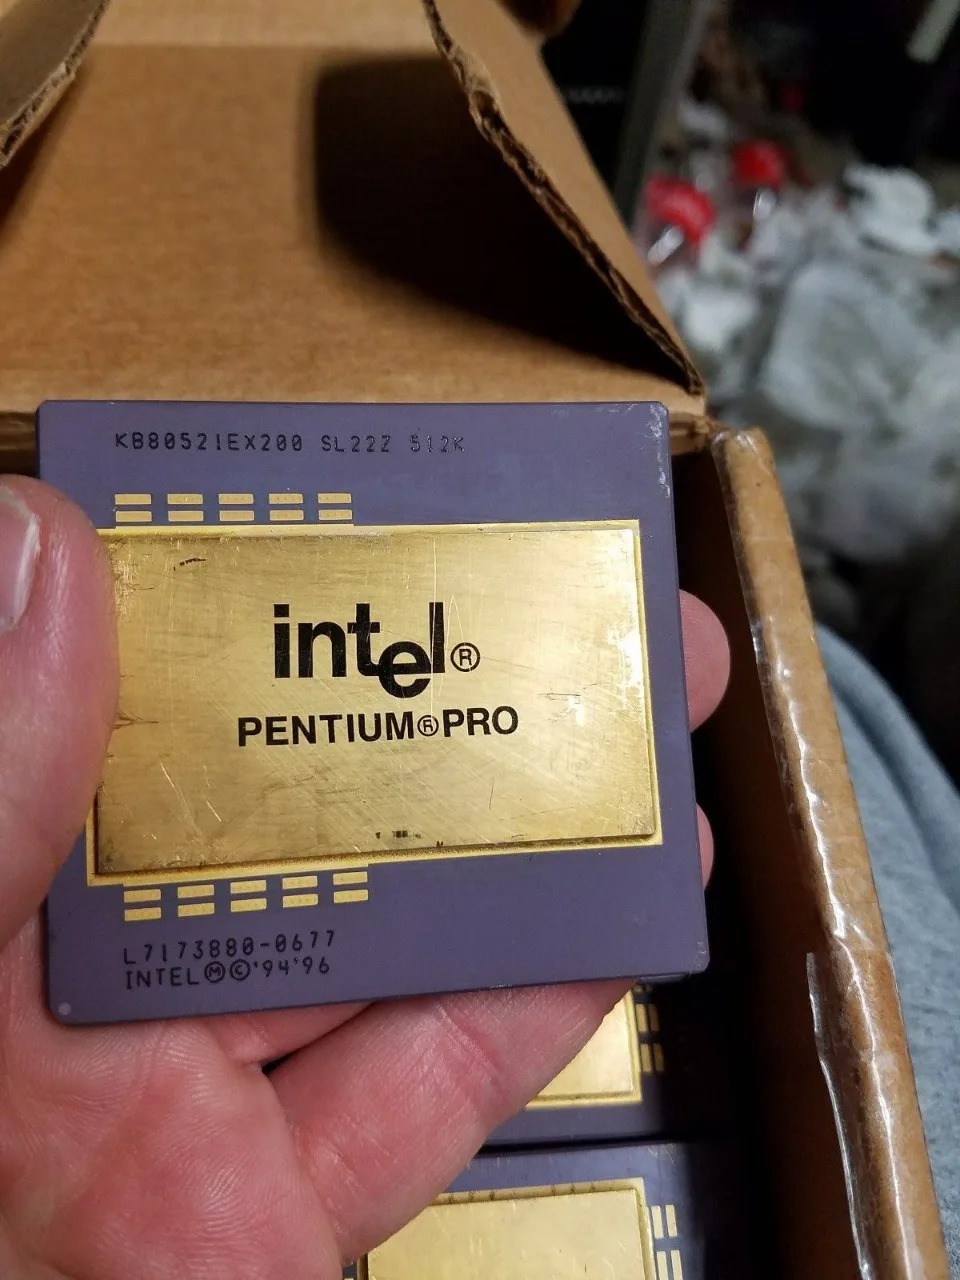 KB80521EX200 SL22Z 512K
intel®
PENTIUM®PRO
L7173880-0677
INTEL Ⓜ © '94 '96